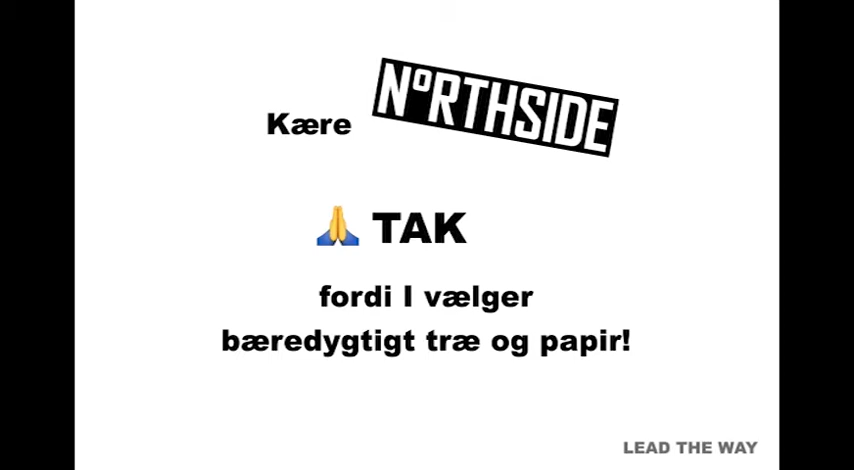 Kære NORTHSIDE
🙏 TAK
fordi I vælger
bæredygtigt træ og papir!
LEAD THE WAY